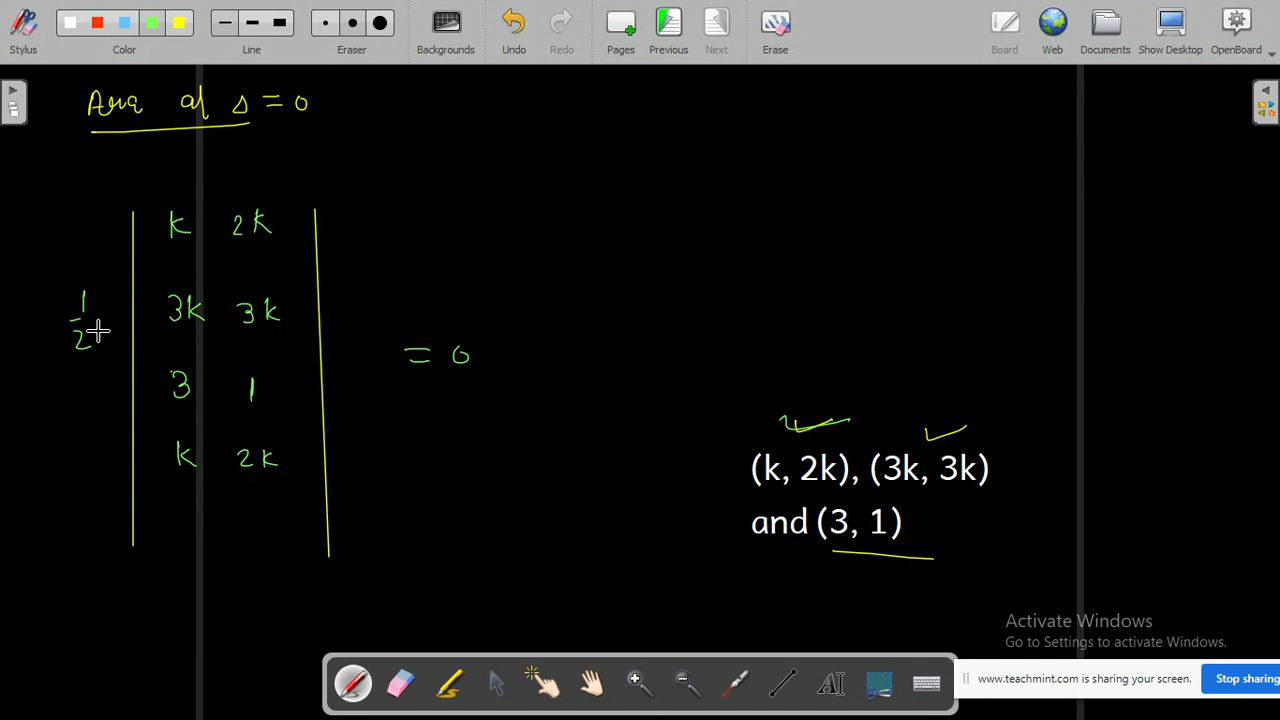 Stylus Color Line Eraser Backgrounds Undo Redo Pages Previous Next Erase Board Web Documents Show Desktop OpenBoard
Area of Δ = 0
k 2k
3k 3k
1/2
= 0
3 1
k 2k
(k, 2k), (3k, 3k)
and (3, 1)
Activate Windows
Go to Settings to activate Windows.
www.teachmint.com is sharing your screen. Stop sharing